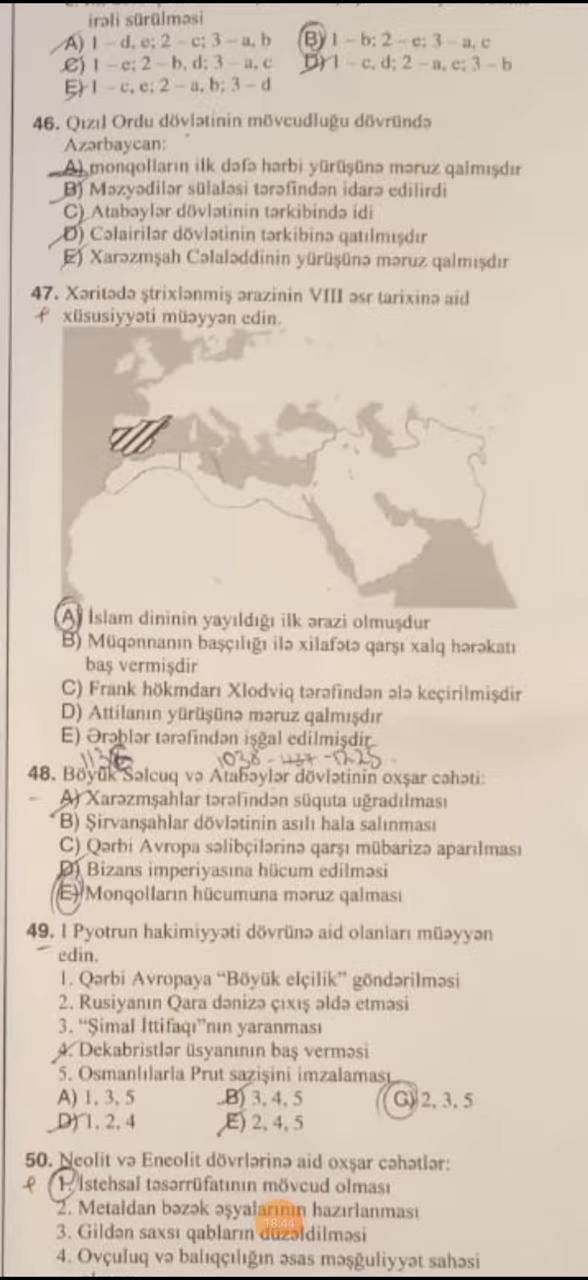 irəli sürülməsi
A) 1 – d, e; 2 – c; 3 – a, b B) 1 – b; 2 – e; 3 – a, c
C) 1 – e; 2 – b, d; 3 – a, c D) 1 – c, d; 2 – a, e; 3 – b
E) 1 – c, e; 2 – a, b; 3 – d
46. Qızıl Ordu dövlətinin mövcudluğu dövründə
Azərbaycan:
A) monqolların ilk dəfə hərbi yürüşünə məruz qalmışdır
B) Məzyədilər sülaləsi tərəfindən idarə edilirdi
C) Atabəylər dövlətinin tərkibində idi
D) Cəlairilər dövlətinin tərkibinə qatılmışdır
E) Xarəzmşah Cəlaləddinin yürüşünə məruz qalmışdır
47. Xəritədə ştrixlənmiş ərazinin VIII əsr tarixinə aid
xüsusiyyəti müəyyən edin.
A) İslam dininin yayıldığı ilk ərazi olmuşdur
B) Müqənnanın başçılığı ilə xilafətə qarşı xalq hərəkatı
baş vermişdir
C) Frank hökmdarı Xlodviq tərəfindən ələ keçirilmişdir
D) Attilanın yürüşünə məruz qalmışdır
E) Ərəblər tərəfindən işğal edilmişdir
48. Böyük Səlcuq və Atabəylər dövlətinin oxşar cəhəti:
A) Xarəzmşahlar tərəfindən süquta uğradılması
B) Şirvanşahlar dövlətinin asılı hala salınması
C) Qərbi Avropa səlibçilərinə qarşı mübarizə aparılması
D) Bizans imperiyasına hücum edilməsi
E) Monqolların hücumuna məruz qalması
49. I Pyotrun hakimiyyəti dövrünə aid olanları müəyyən
edin.
1. Qərbi Avropaya “Böyük elçilik” göndərilməsi
2. Rusiyanın Qara dənizə çıxış əldə etməsi
3. “Şimal İttifaqı”nın yaranması
4. Dekabristlər üsyanının baş verməsi
5. Osmanlılarla Prut sazişini imzalaması
A) 1, 3, 5 B) 3, 4, 5 C) 2, 3, 5
D) 1, 2, 4 E) 2, 4, 5
50. Neolit və Eneolit dövrlərinə aid oxşar cəhətlər:
1. İstehsal təsərrüfatının mövcud olması
2. Metaldan bəzək əşyalarının hazırlanması
18:44
3. Gildən saxsı qabların düzəldilməsi
4. Ovçuluq və balıqçılığın əsas məşğuliyyət sahəsi